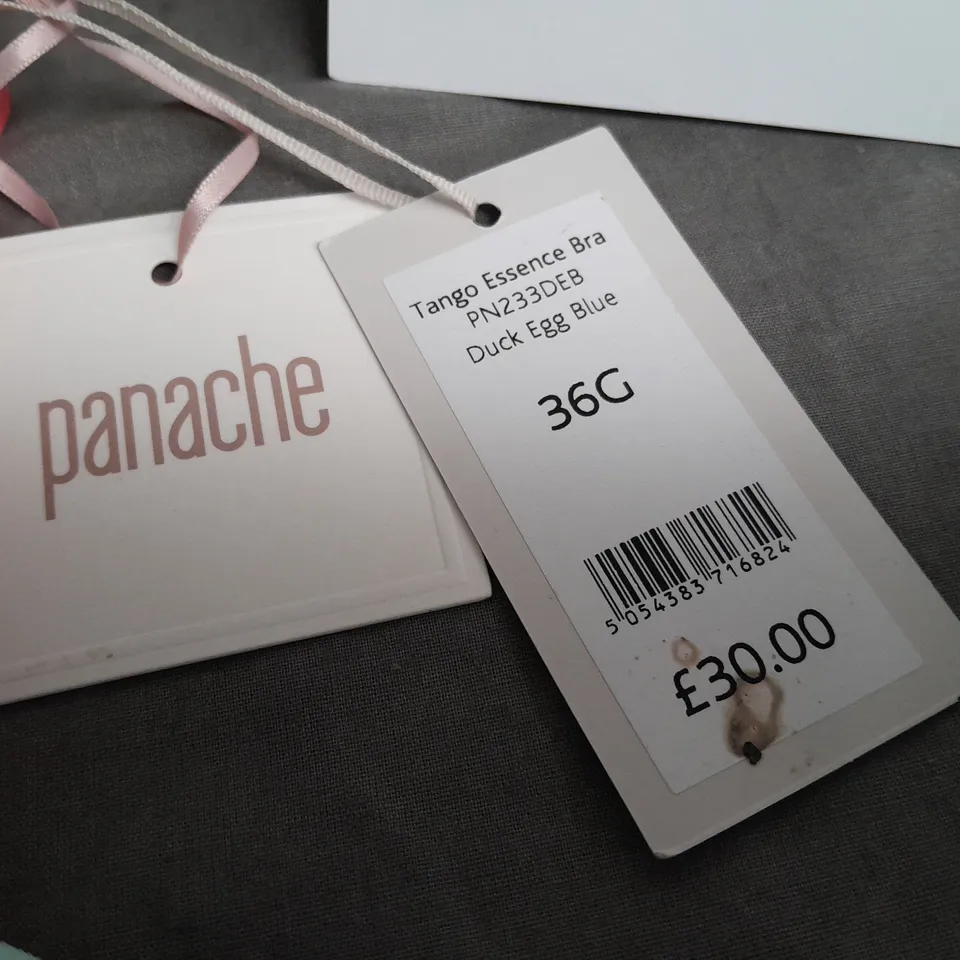 panache
Tango Essence Bra
PN233DEB
Duck Egg Blue
36G
5 054383 716824
£30.00